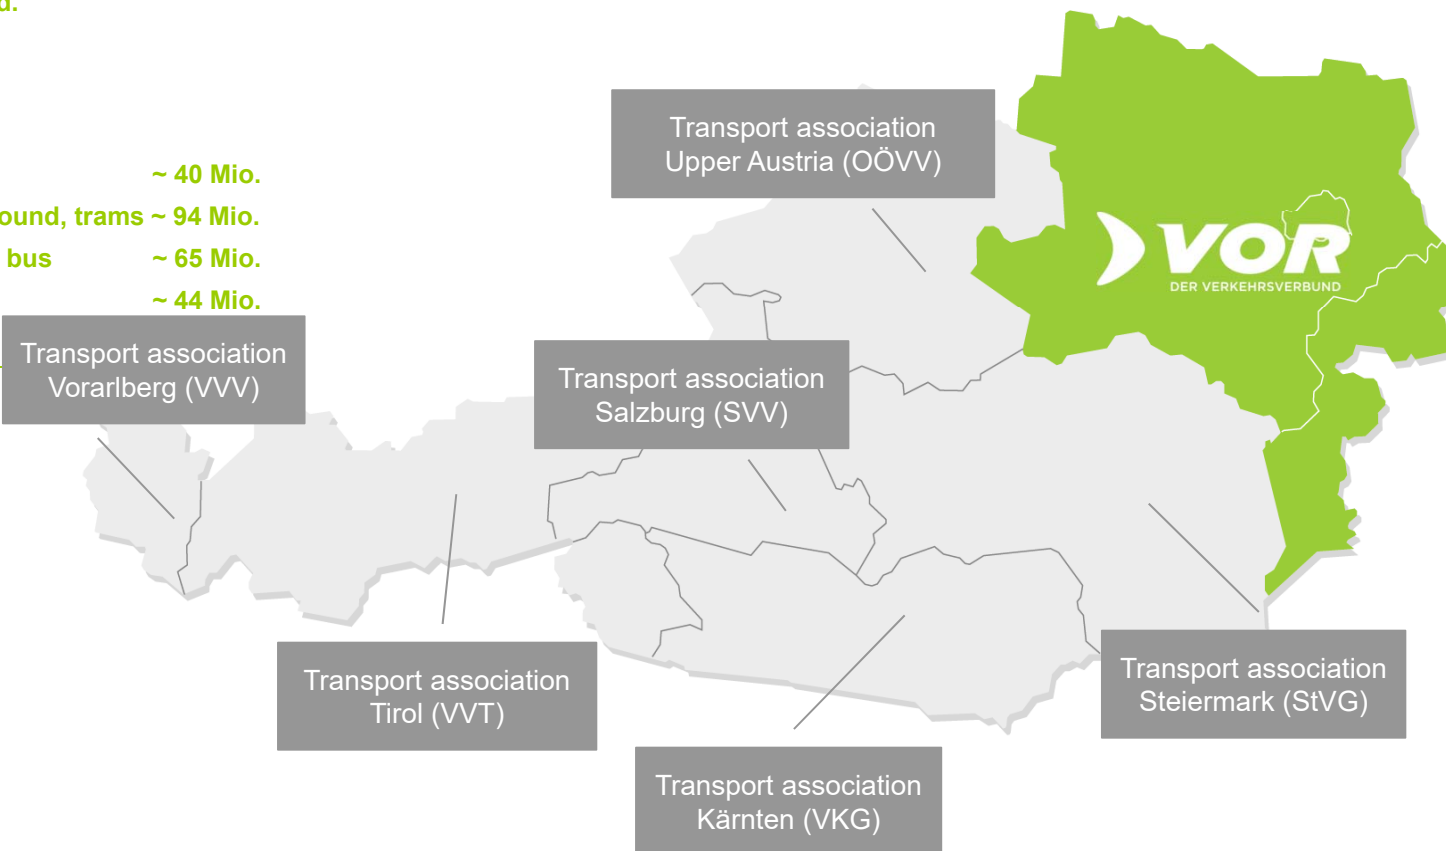 d.
~ 40 Mio.
ound, trams ~ 94 Mio.
bus ~ 65 Mio.
~ 44 Mio.
Transport association
Upper Austria (OÖVV)
VOR
DER VERKEHRSVERBUND
Transport association
Vorarlberg (VVV)
Transport association
Salzburg (SVV)
Transport association
Tirol (VVT)
Transport association
Steiermark (StVG)
Transport association
Kärnten (VKG)